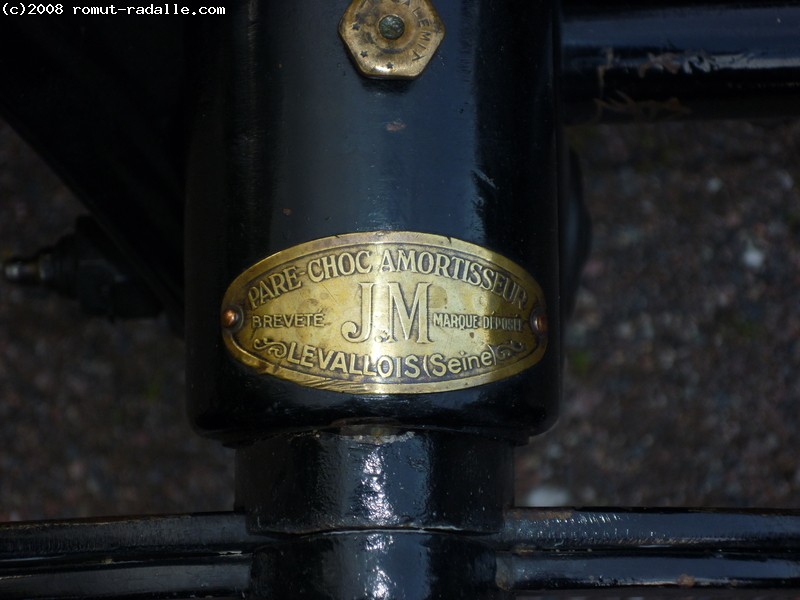 (c)2008 romut-radalle.com/
PARE-CHOC AMORTISSEUR
BREVETÉ J.M MARQUE DÉPOSÉE
LEVALLOIS (Seine)